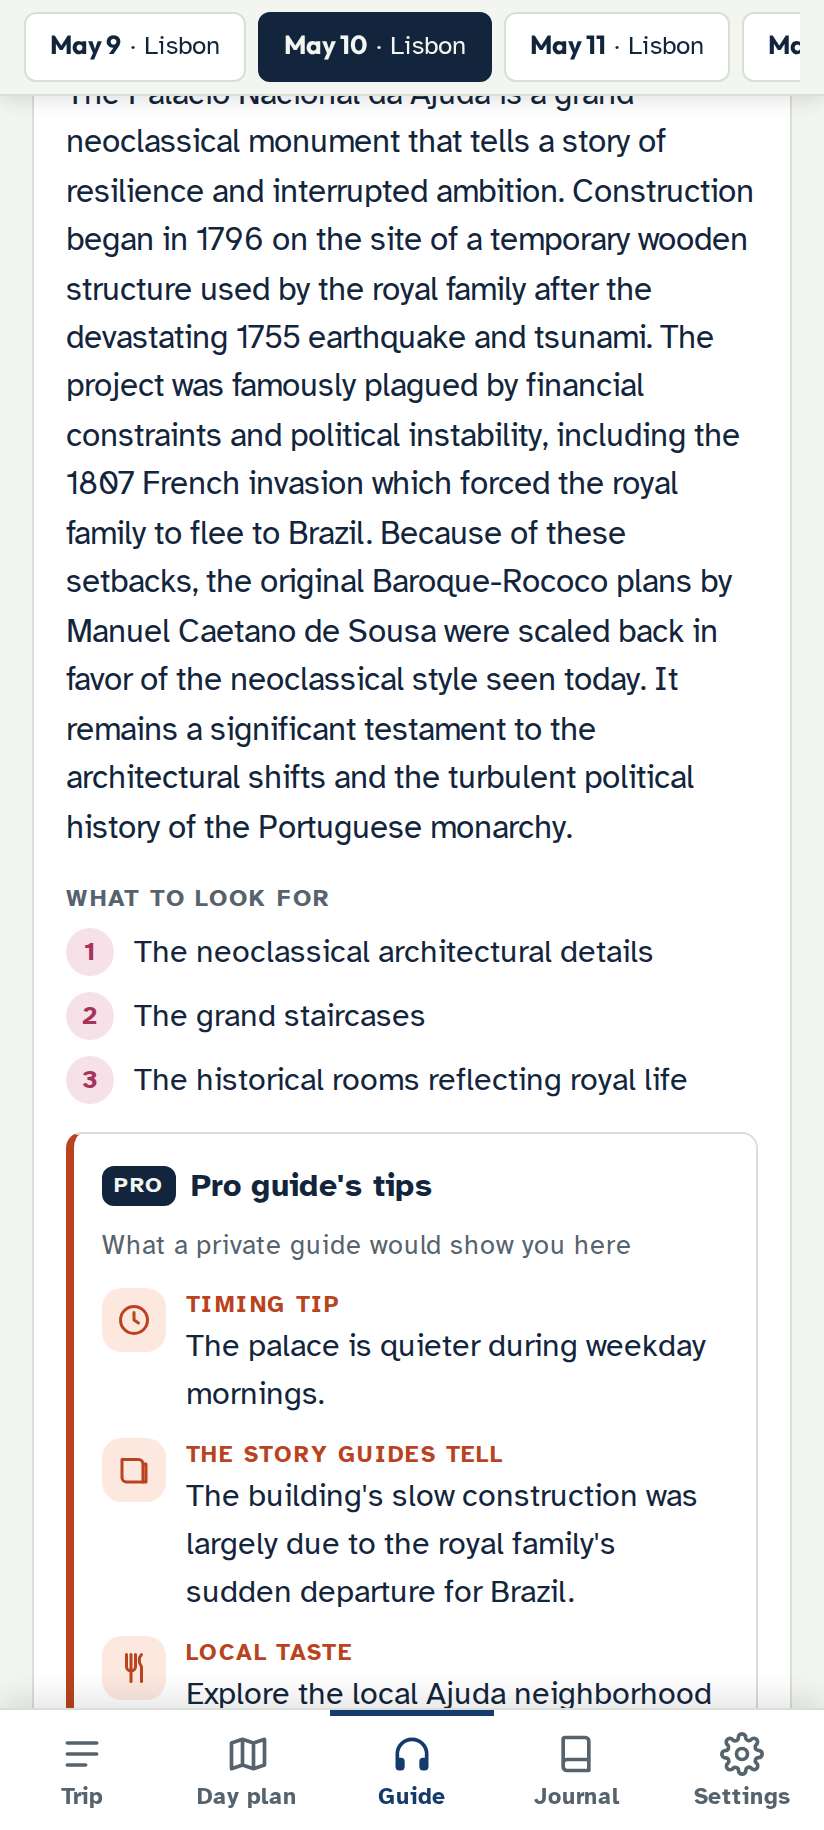 May 9 · Lisbon
May 10 · Lisbon
May 11 · Lisbon
The Palácio Nacional da Ajuda is a grand
neoclassical monument that tells a story of
resilience and interrupted ambition. Construction
began in 1796 on the site of a temporary wooden
structure used by the royal family after the
devastating 1755 earthquake and tsunami. The
project was famously plagued by financial
constraints and political instability, including the
1807 French invasion which forced the royal
family to flee to Brazil. Because of these
setbacks, the original Baroque-Rococo plans by
Manuel Caetano de Sousa were scaled back in
favor of the neoclassical style seen today. It
remains a significant testament to the
architectural shifts and the turbulent political
history of the Portuguese monarchy.
WHAT TO LOOK FOR
1 The neoclassical architectural details
2 The grand staircases
3 The historical rooms reflecting royal life
PRO Pro guide's tips
What a private guide would show you here
TIMING TIP
The palace is quieter during weekday
mornings.
THE STORY GUIDES TELL
The building's slow construction was
largely due to the royal family's
sudden departure for Brazil.
LOCAL TASTE
Explore the local Ajuda neighborhood
Trip
Day plan
Guide
Journal
Settings